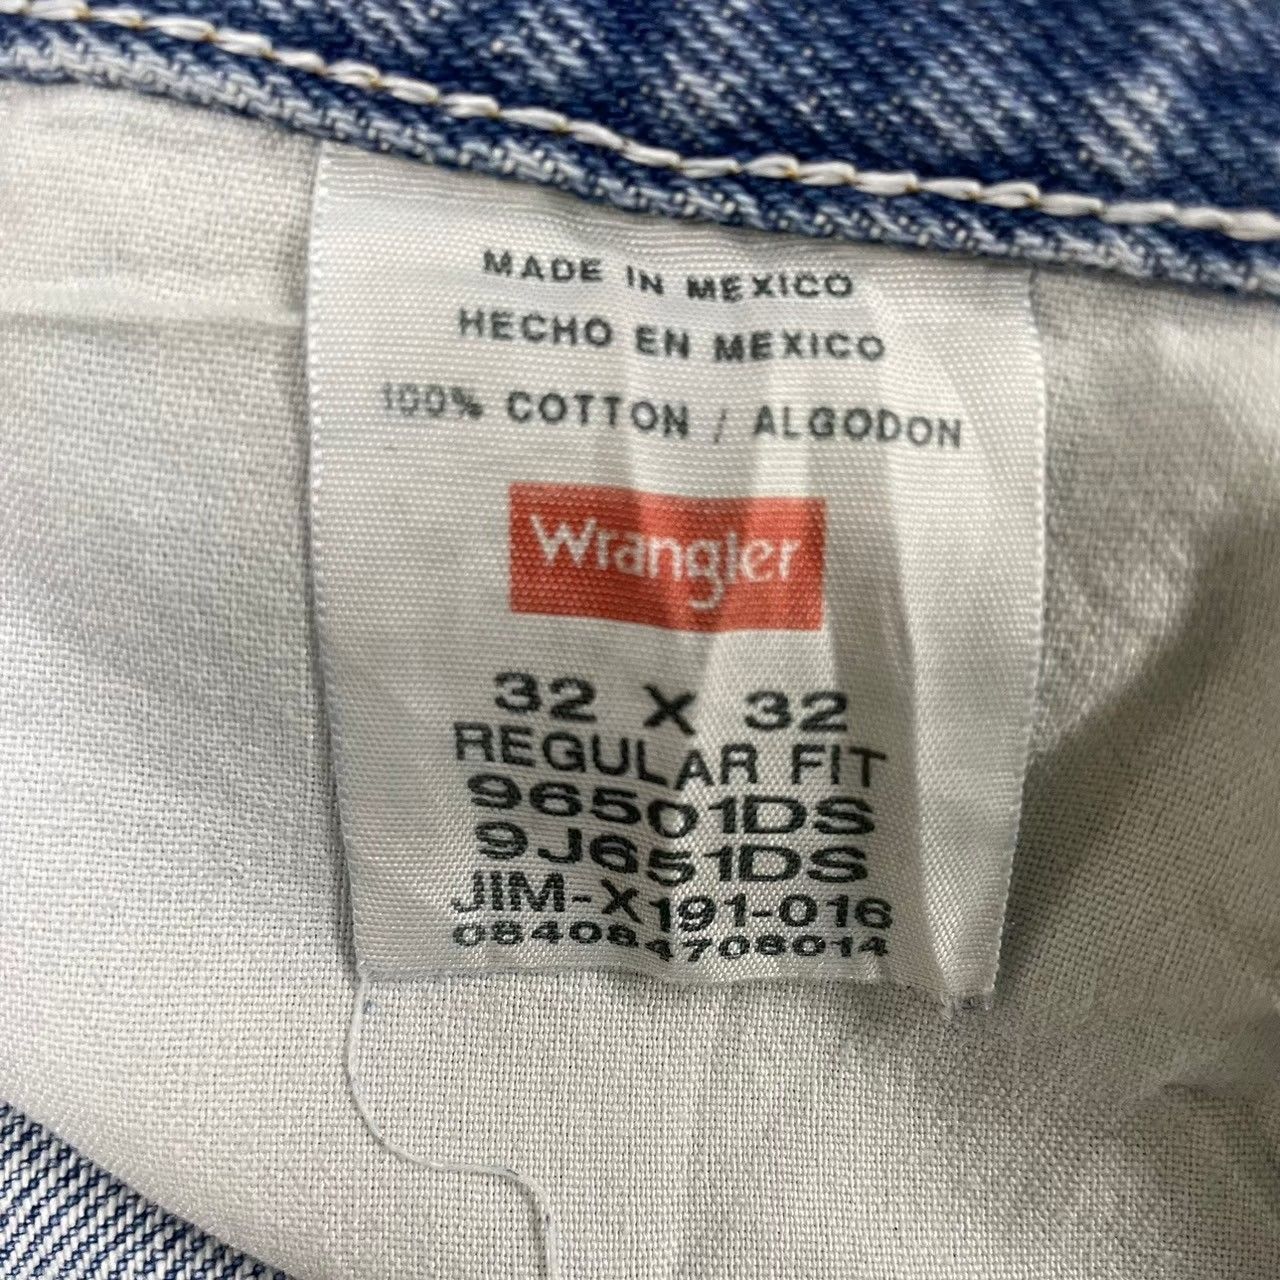 MADE IN MEXICO
HECHO EN MEXICO
100% COTTON / ALGODON
Wrangler
32 X 32
REGULAR FIT
96501DS
9J651DS
JIM-X191-016
084084708014